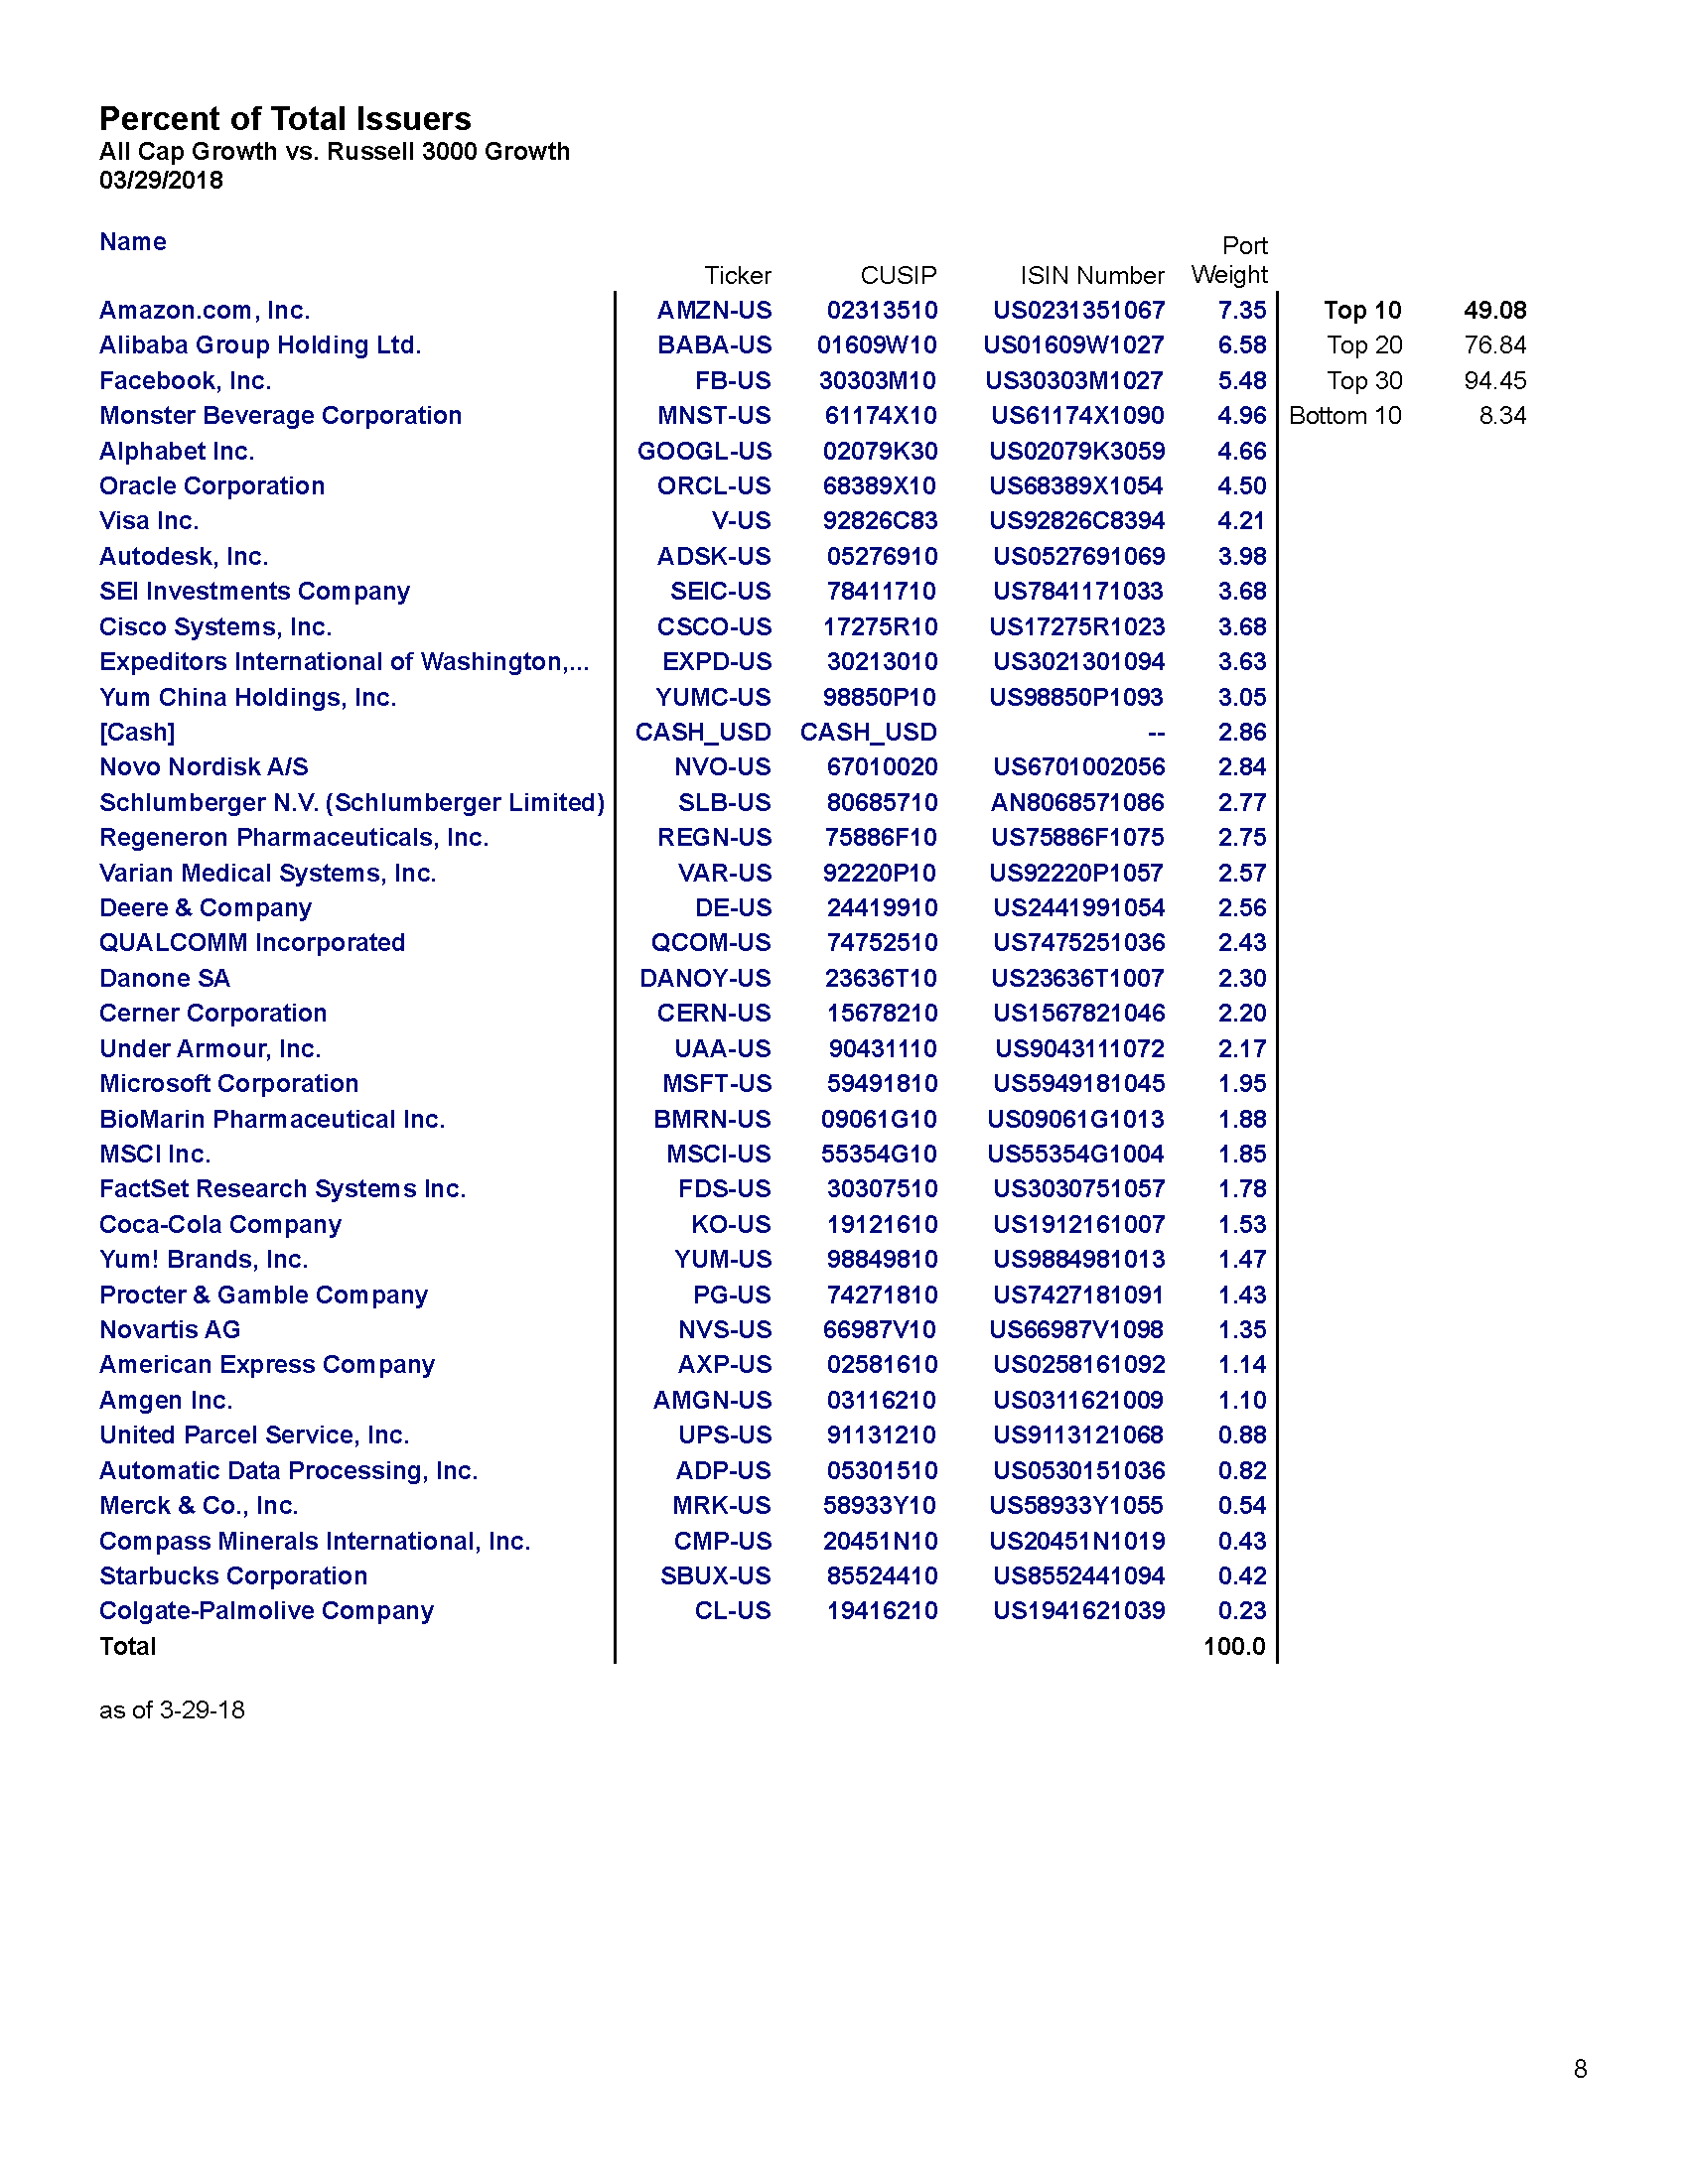 Percent of Total Issuers
All Cap Growth vs. Russell 3000 Growth
03/29/2018
Name Port
Ticker CUSIP ISIN Number Weight
Amazon.com, Inc. AMZN-US 02313510 US0231351067 7.35 Top 10 49.08
Alibaba Group Holding Ltd. BABA-US 01609W10 US01609W1027 6.58 Top 20 76.84
Facebook, Inc. FB-US 30303M10 US30303M1027 5.48 Top 30 94.45
Monster Beverage Corporation MNST-US 61174X10 US61174X1090 4.96 Bottom 10 8.34
Alphabet Inc. GOOGL-US 02079K30 US02079K3059 4.66
Oracle Corporation ORCL-US 68389X10 US68389X1054 4.50
Visa Inc. V-US 92826C83 US92826C8394 4.21
Autodesk, Inc. ADSK-US 05276910 US0527691069 3.98
SEI Investments Company SEIC-US 78411710 US7841171033 3.68
Cisco Systems, Inc. CSCO-US 17275R10 US17275R1023 3.68
Expeditors International of Washington,... EXPD-US 30213010 US3021301094 3.63
Yum China Holdings, Inc. YUMC-US 98850P10 US98850P1093 3.05
[Cash] CASH_USD CASH_USD -- 2.86
Novo Nordisk A/S NVO-US 67010020 US6701002056 2.84
Schlumberger N.V. (Schlumberger Limited) SLB-US 80685710 AN8068571086 2.77
Regeneron Pharmaceuticals, Inc. REGN-US 75886F10 US75886F1075 2.75
Varian Medical Systems, Inc. VAR-US 92220P10 US92220P1057 2.57
Deere & Company DE-US 24419910 US2441991054 2.56
QUALCOMM Incorporated QCOM-US 74752510 US7475251036 2.43
Danone SA DANOY-US 23636T10 US23636T1007 2.30
Cerner Corporation CERN-US 15678210 US1567821046 2.20
Under Armour, Inc. UAA-US 90431110 US9043111072 2.17
Microsoft Corporation MSFT-US 59491810 US5949181045 1.95
BioMarin Pharmaceutical Inc. BMRN-US 09061G10 US09061G1013 1.88
MSCI Inc. MSCI-US 55354G10 US55354G1004 1.85
FactSet Research Systems Inc. FDS-US 30307510 US3030751057 1.78
Coca-Cola Company KO-US 19121610 US1912161007 1.53
Yum! Brands, Inc. YUM-US 98849810 US9884981013 1.47
Procter & Gamble Company PG-US 74271810 US7427181091 1.43
Novartis AG NVS-US 66987V10 US66987V1098 1.35
American Express Company AXP-US 02581610 US0258161092 1.14
Amgen Inc. AMGN-US 03116210 US0311621009 1.10
United Parcel Service, Inc. UPS-US 91131210 US9113121068 0.88
Automatic Data Processing, Inc. ADP-US 05301510 US0530151036 0.82
Merck & Co., Inc. MRK-US 58933Y10 US58933Y1055 0.54
Compass Minerals International, Inc. CMP-US 20451N10 US20451N1019 0.43
Starbucks Corporation SBUX-US 85524410 US8552441094 0.42
Colgate-Palmolive Company CL-US 19416210 US1941621039 0.23
Total 100.0
as of 3-29-18
8